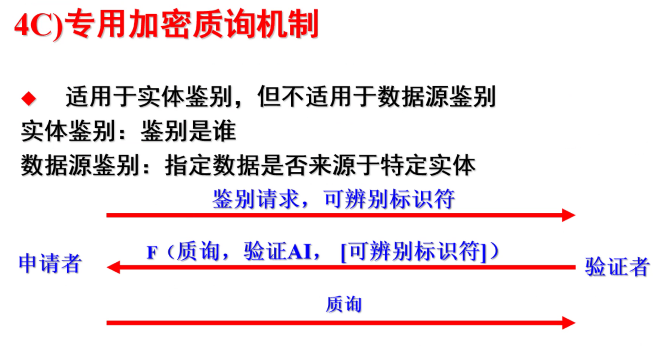 4C)专用加密质询机制
◆ 适用于实体鉴别，但不适用于数据源鉴别
实体鉴别：鉴别是谁
数据源鉴别：指定数据是否来源于特定实体
鉴别请求，可辨别标识符
申请者
F（质询，验证AI， [可辨别标识符]）
验证者
质询